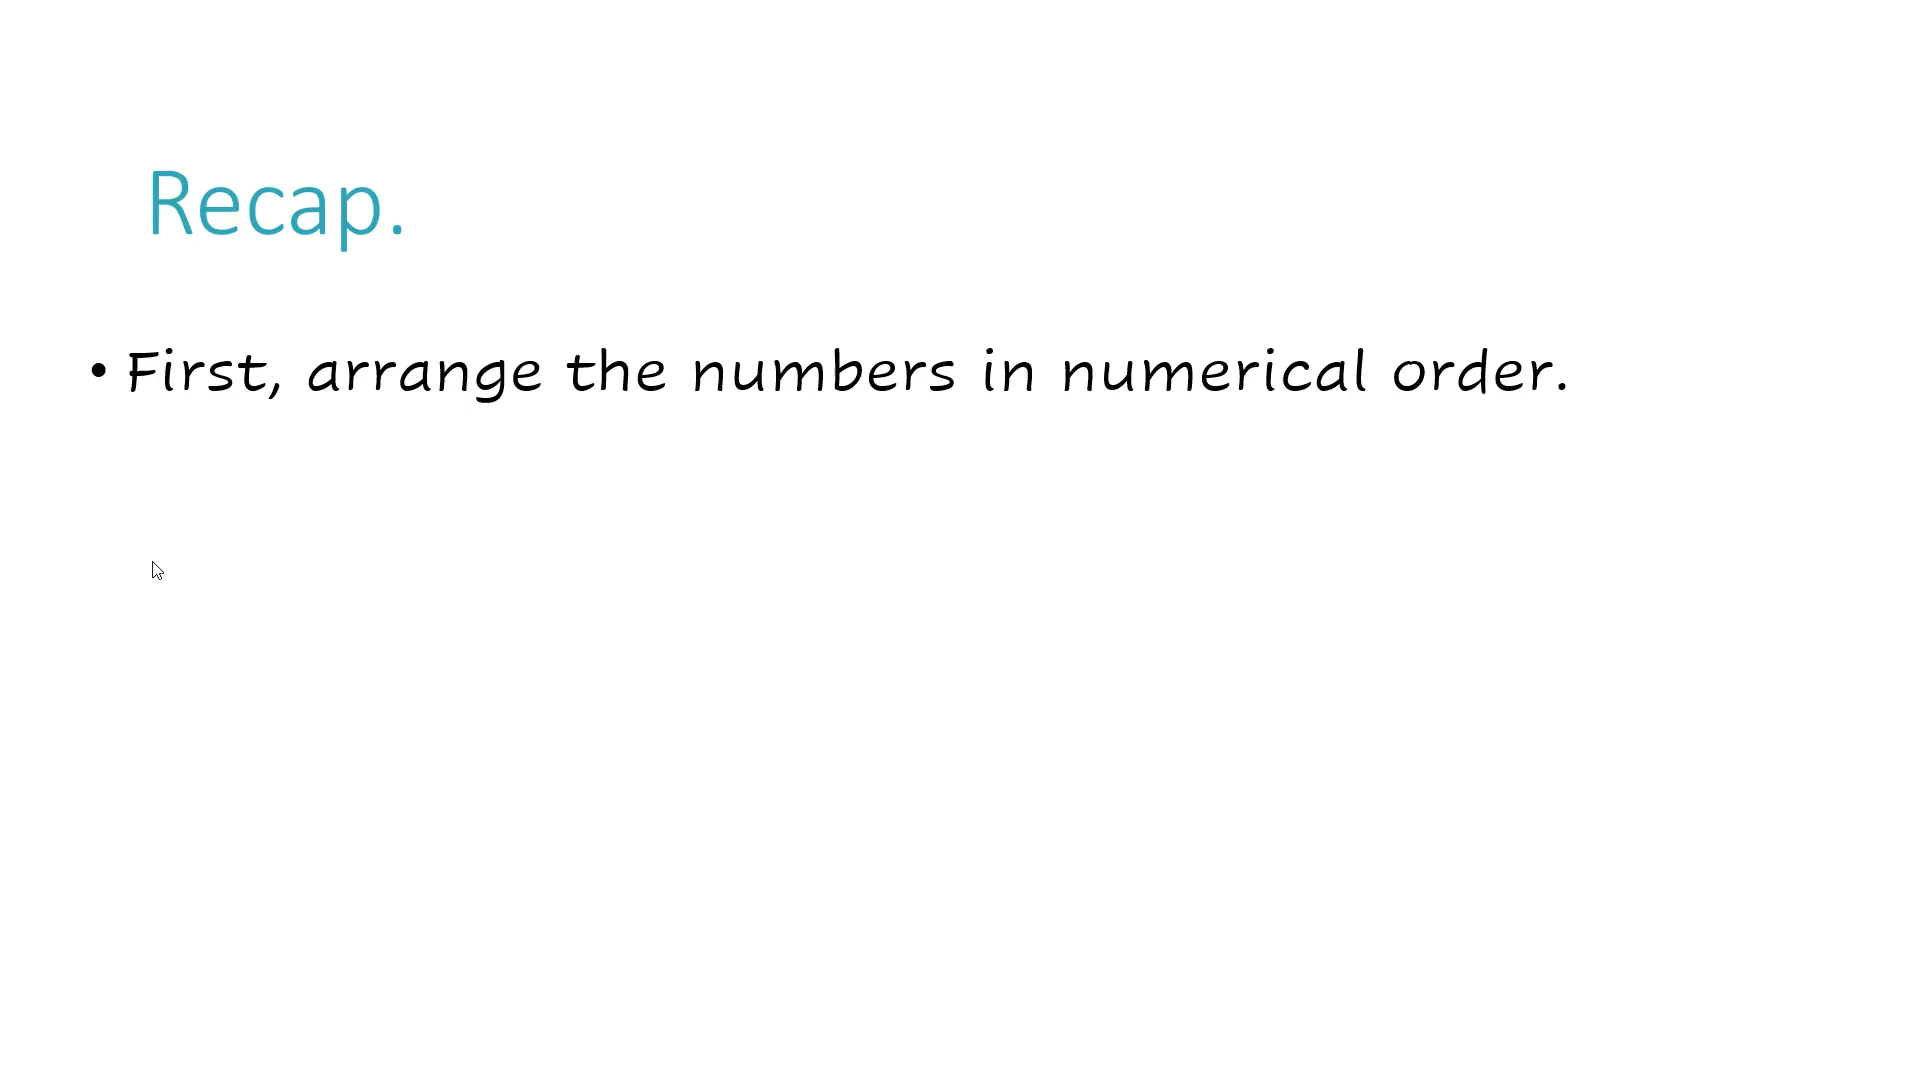 Recap.
• First, arrange the numbers in numerical order.